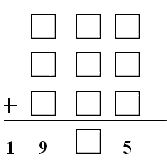 □ □ □
□ □ □
+ □ □ □
1 9 □ 5